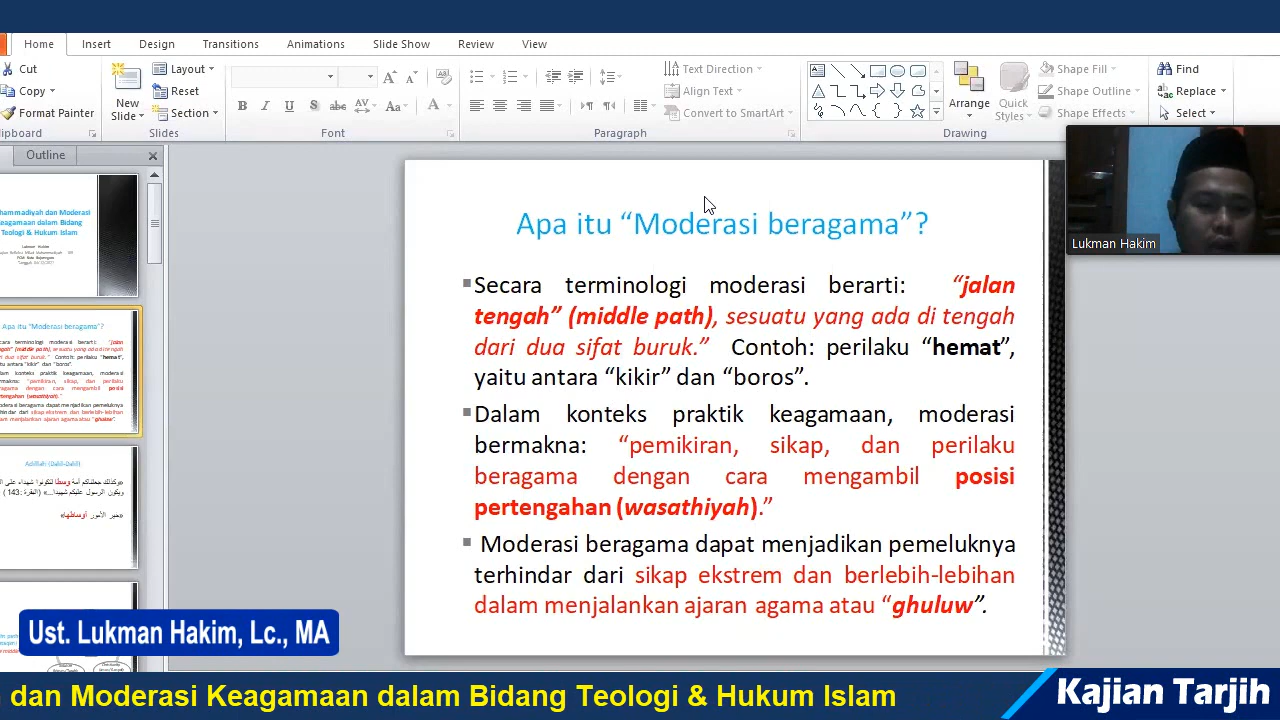 Home Insert Design Transitions Animations Slide Show Review View
Cut
Copy
Format Painter
New Slide
Layout
Reset
Section
Slides
Font
Text Direction
Align Text
Convert to SmartArt
Paragraph
Arrange
Quick Styles
Shape Fill
Shape Outline
Shape Effects
Drawing
Find
Replace
Select
Outline
Apa itu “Moderasi beragama”?
Secara terminologi moderasi berarti: “jalan
tengah” (middle path), sesuatu yang ada di tengah
dari dua sifat buruk.” Contoh: perilaku “hemat”,
yaitu antara “kikir” dan “boros”.
Dalam konteks praktik keagamaan, moderasi
bermakna: “pemikiran, sikap, dan perilaku
beragama dengan cara mengambil posisi
pertengahan (wasathiyah).”
Moderasi beragama dapat menjadikan pemeluknya
terhindar dari sikap ekstrem dan berlebih-lebihan
dalam menjalankan ajaran agama atau “ghuluw”.
Lukman Hakim
Ust. Lukman Hakim, Lc., MA
dan Moderasi Keagamaan dalam Bidang Teologi & Hukum Islam
Kajian Tarjih